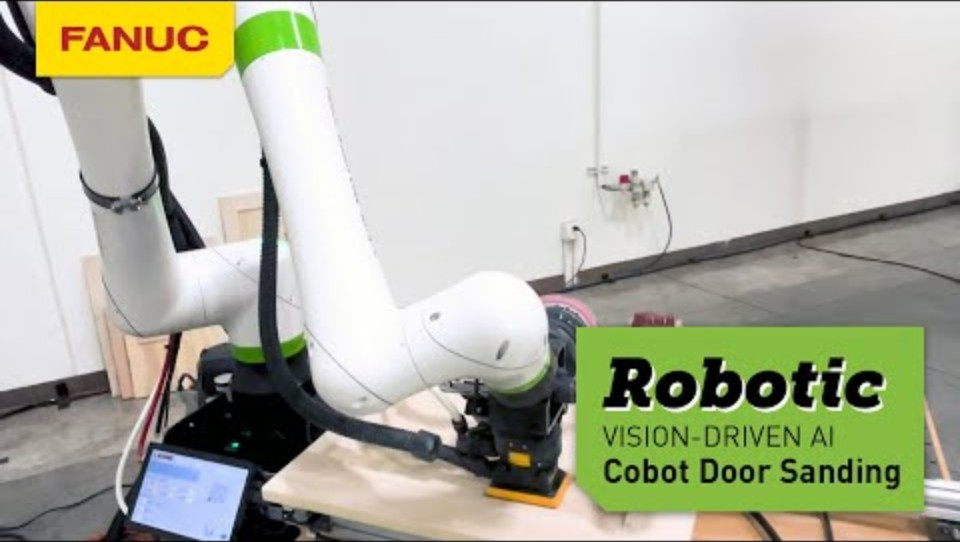 FANUC
Robotic
VISION-DRIVEN AI
Cobot Door Sanding